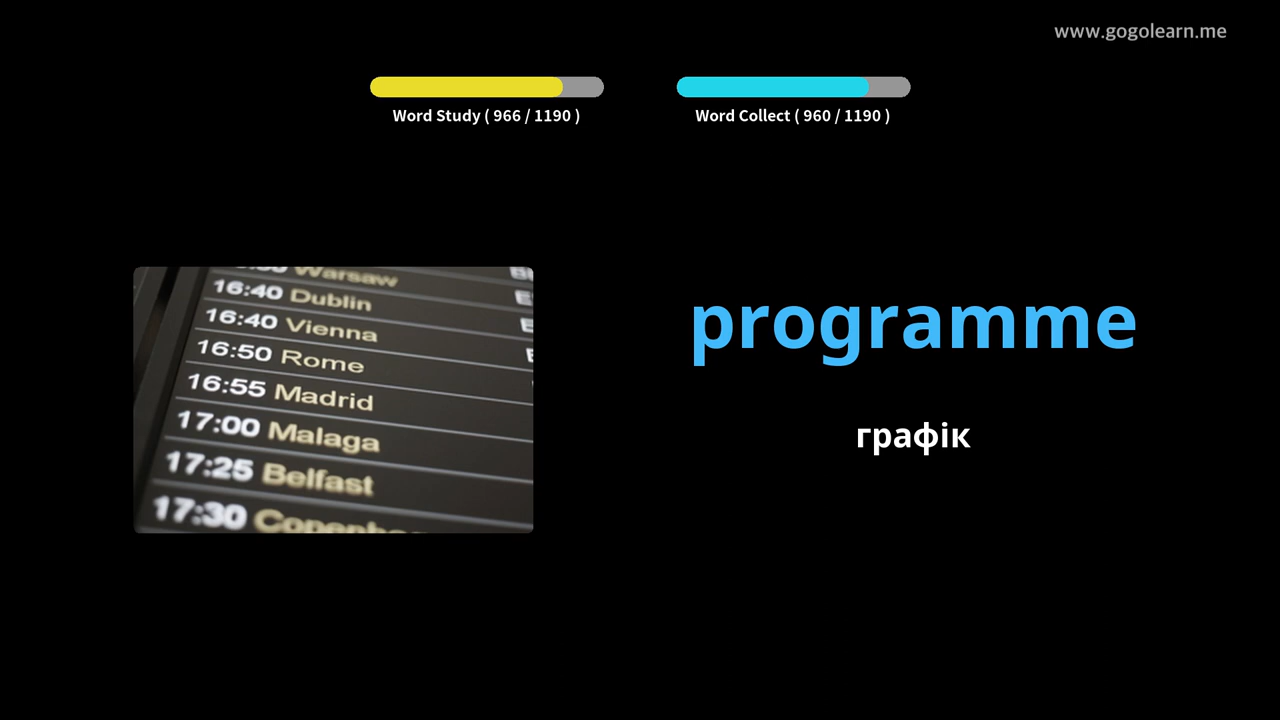 www.gogolearn.me
Word Study ( 966 / 1190 )
Word Collect ( 960 / 1190 )
Warsaw
16:40 Dublin
16:40 Vienna
16:50 Rome
16:55 Madrid
17:00 Malaga
17:25 Belfast
17:30
programme
графік